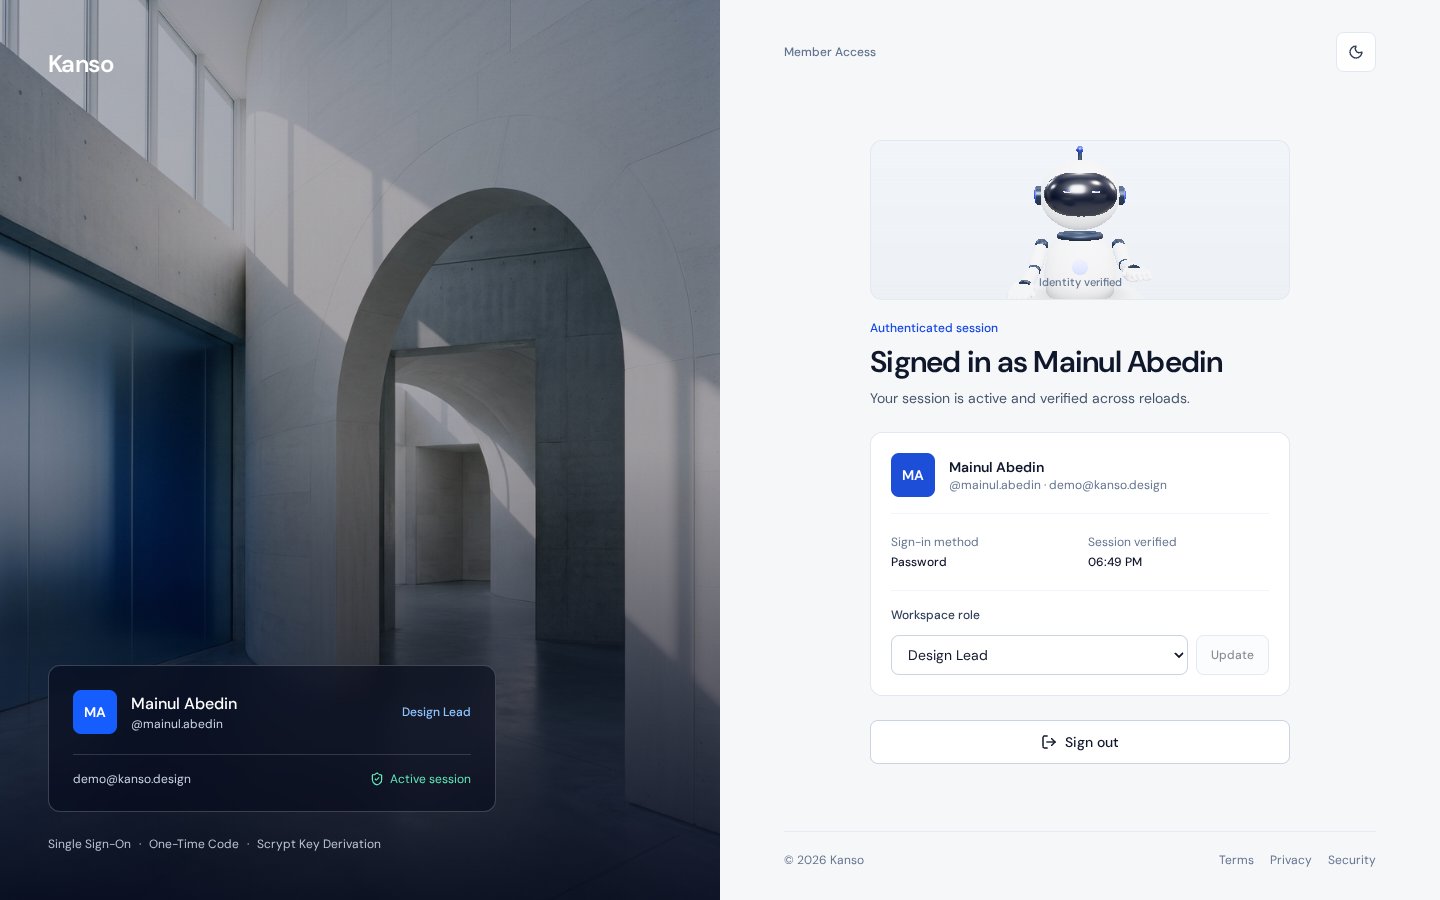 Kanso
Mainul Abedin
MA
@mainul.abedin
Design Lead
demo@kanso.design
Active session
Single Sign-On · One-Time Code · Scrypt Key Derivation
Member Access
Identity verified
Authenticated session
Signed in as Mainul Abedin
Your session is active and verified across reloads.
MA
Mainul Abedin
@mainul.abedin · demo@kanso.design
Sign-in method
Password
Session verified
06:49 PM
Workspace role
Design Lead
Update
Sign out
© 2026 Kanso
Terms Privacy Security